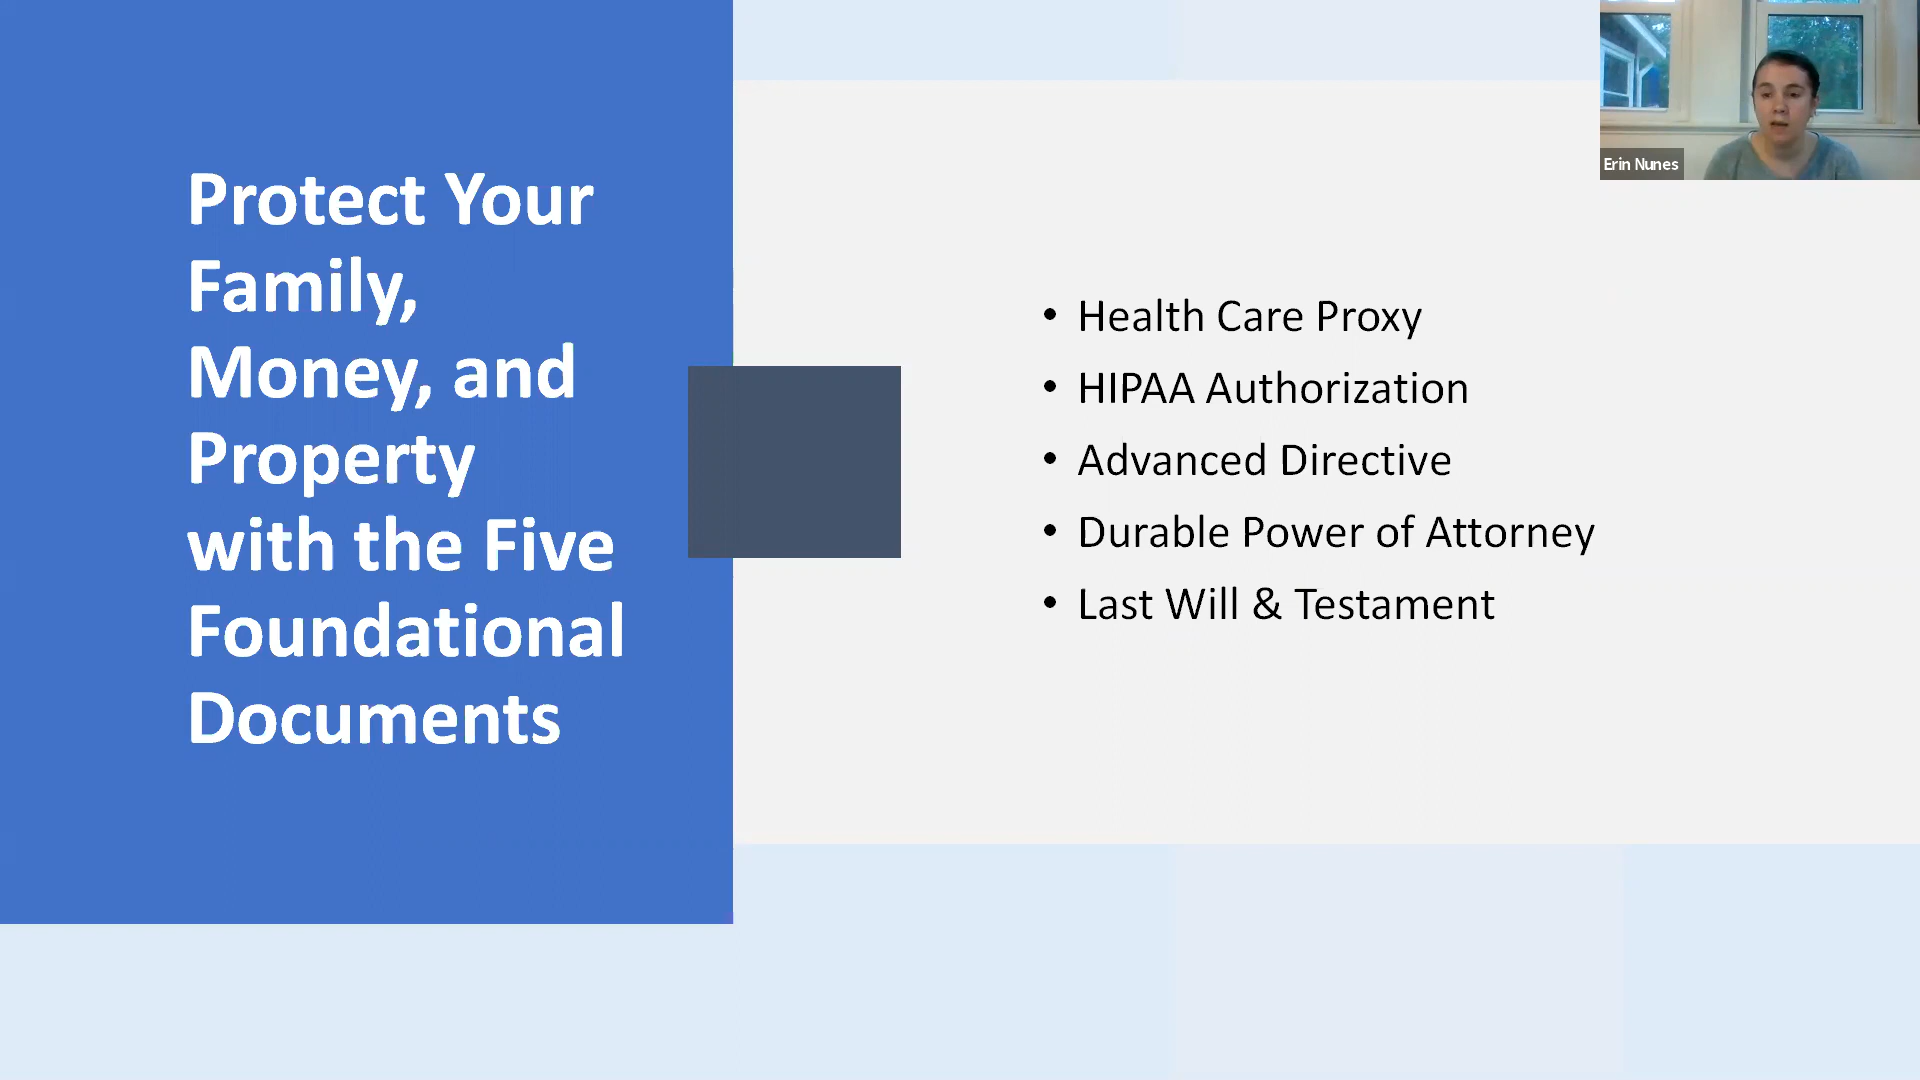 Protect Your
Family,
Money, and
Property
with the Five
Foundational
Documents
• Health Care Proxy
• HIPAA Authorization
• Advanced Directive
• Durable Power of Attorney
• Last Will & Testament
Erin Nunes